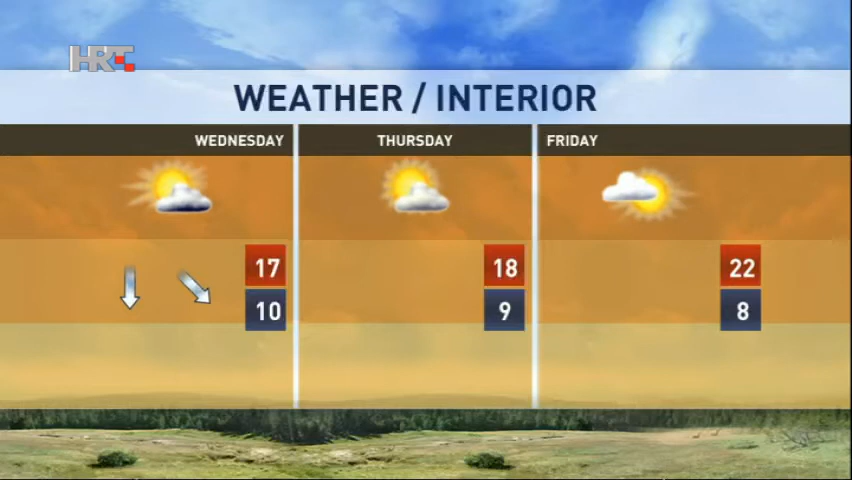 HRT
WEATHER / INTERIOR
WEDNESDAY THURSDAY FRIDAY
17 18 22
10 9 8